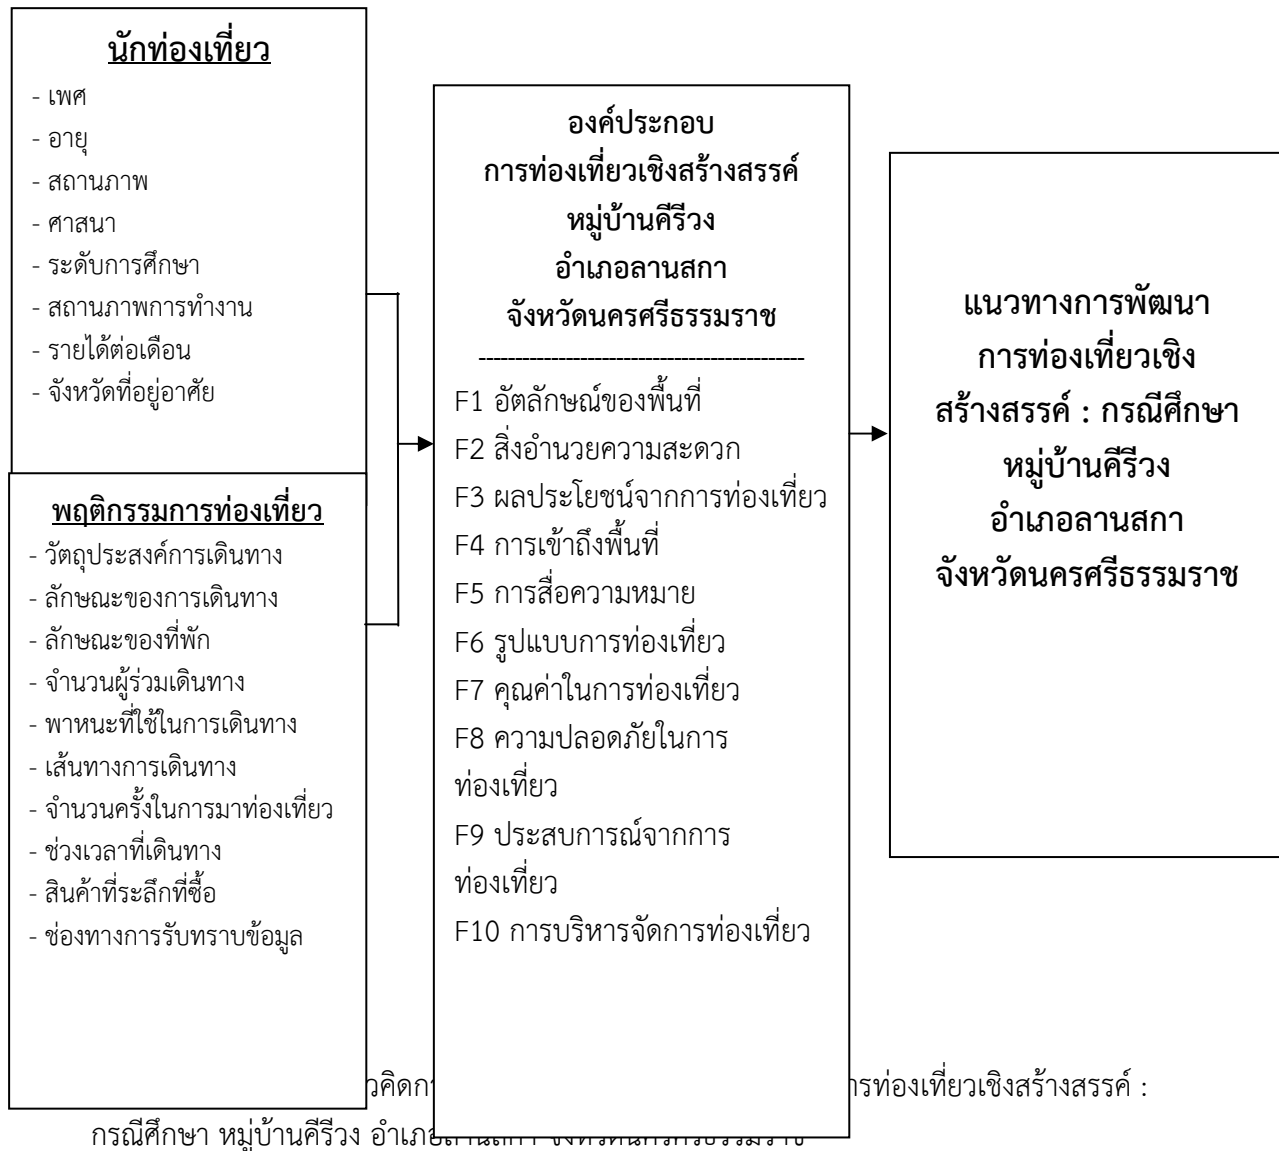 นักท่องเที่ยว
- เพศ
- อายุ
- สถานภาพ
- ศาสนา
- ระดับการศึกษา
- สถานภาพการทำงาน
- รายได้ต่อเดือน
- จังหวัดที่อยู่อาศัย
พฤติกรรมการท่องเที่ยว
- วัตถุประสงค์การเดินทาง
- ลักษณะของการเดินทาง
- ลักษณะของที่พัก
- จำนวนผู้ร่วมเดินทาง
- พาหนะที่ใช้ในการเดินทาง
- เส้นทางการเดินทาง
- จำนวนครั้งในการมาท่องเที่ยว
- ช่วงเวลาที่เดินทาง
- สินค้าที่ระลึกที่ซื้อ
- ช่องทางการรับทราบข้อมูล
องค์ประกอบ
การท่องเที่ยวเชิงสร้างสรรค์
หมู่บ้านคีรีวง
อำเภอลานสกา
จังหวัดนครศรีธรรมราช
F1 อัตลักษณ์ของพื้นที่
F2 สิ่งอำนวยความสะดวก
F3 ผลประโยชน์จากการท่องเที่ยว
F4 การเข้าถึงพื้นที่
F5 การสื่อความหมาย
F6 รูปแบบการท่องเที่ยว
F7 คุณค่าในการท่องเที่ยว
F8 ความปลอดภัยในการ
ท่องเที่ยว
F9 ประสบการณ์จากการ
ท่องเที่ยว
F10 การบริหารจัดการท่องเที่ยว
แนวทางการพัฒนา
การท่องเที่ยวเชิง
สร้างสรรค์ : กรณีศึกษา
หมู่บ้านคีรีวง
อำเภอลานสกา
จังหวัดนครศรีธรรมราช
รท่องเที่ยวเชิงสร้างสรรค์ :
กรณีศึกษา หมู่บ้านคีรีวง